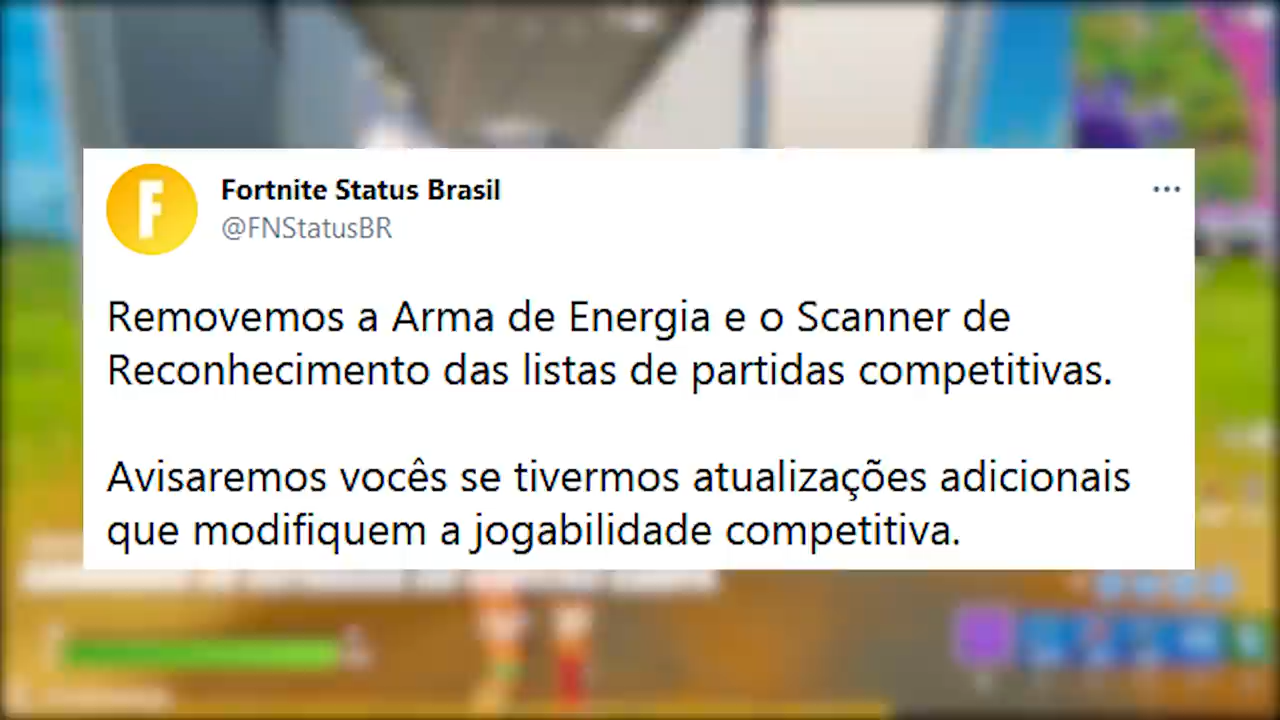 Fortnite Status Brasil
@FNStatusBR
Removemos a Arma de Energia e o Scanner de
Reconhecimento das listas de partidas competitivas.
Avisaremos vocês se tivermos atualizações adicionais
que modifiquem a jogabilidade competitiva.